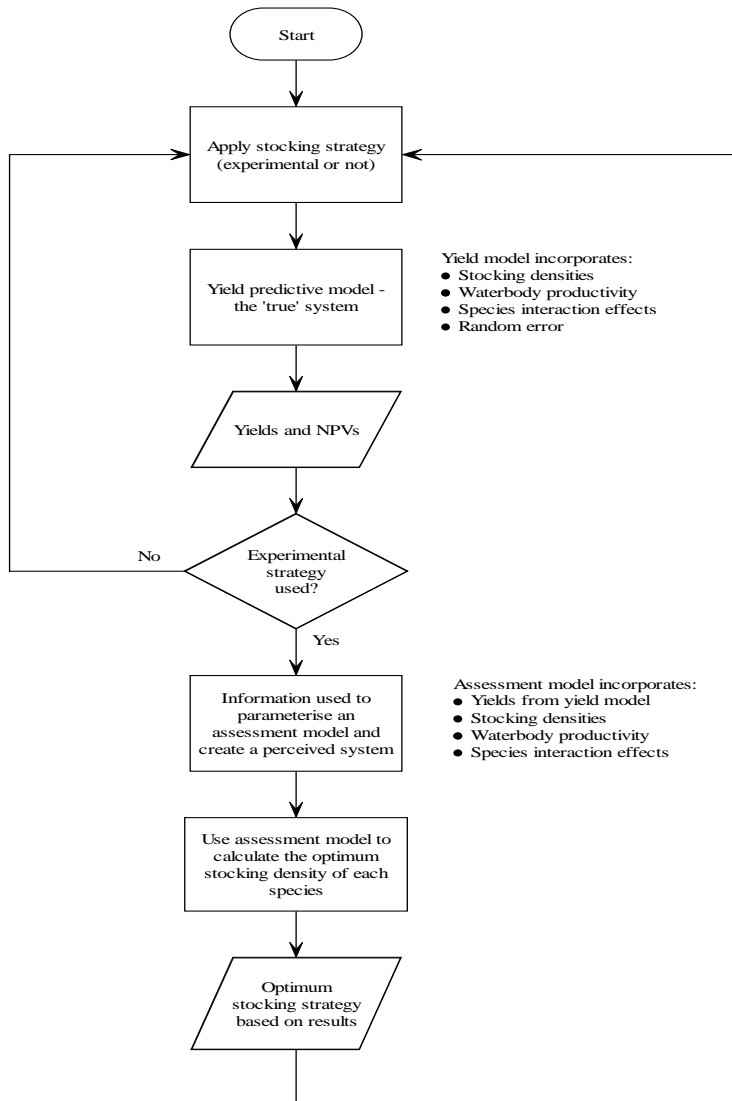 Start
Apply stocking strategy
(experimental or not)
Yield predictive model -
the 'true' system
Yield model incorporates:
● Stocking densities
● Waterbody productivity
● Species interaction effects
● Random error
Yields and NPVs
No
Experimental
strategy
used?
Yes
Information used to
parameterise an
assessment model and
create a perceived system
Assessment model incorporates:
● Yields from yield model
● Stocking densities
● Waterbody productivity
● Species interaction effects
Use assessment model to
calculate the optimum
stocking density of each
species
Optimum
stocking strategy
based on results